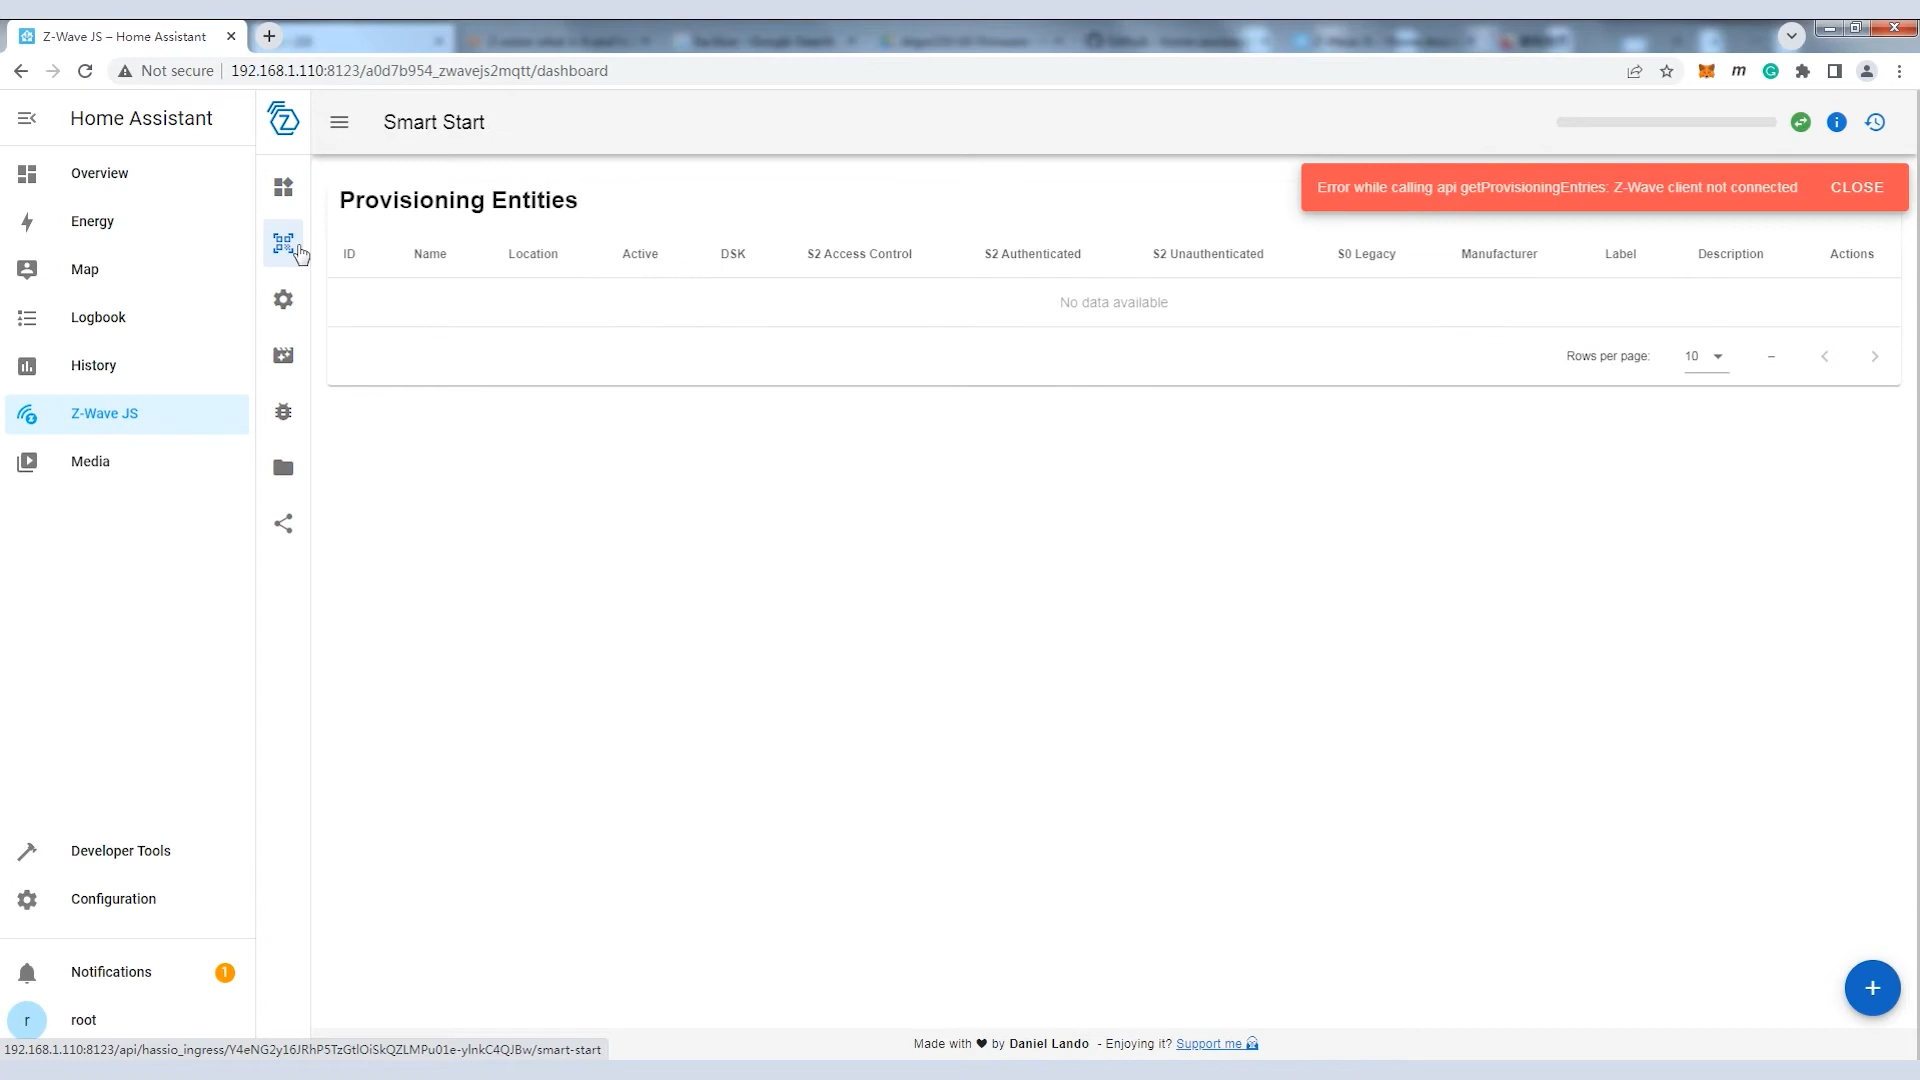 Z-Wave JS – Home Assistant
Not secure
192.168.1.110:8123/a0d7b954_zwavejs2mqtt/dashboard
Home Assistant
Smart Start
Overview
Energy
Map
Logbook
History
Z-Wave JS
Media
Developer Tools
Configuration
Notifications
1
r
root
Error while calling api getProvisioningEntries: Z-Wave client not connected CLOSE
Provisioning Entities
ID Name Location Active DSK S2 Access Control S2 Authenticated S2 Unauthenticated S0 Legacy Manufacturer Label Description Actions
No data available
Rows per page: 10 –
Made with ♥ by Daniel Lando - Enjoying it? Support me
192.168.1.110:8123/api/hassio_ingress/Y4eNG2y16JRhP5TzGtlOiSkQZLMPu01e-ylnkC4QJBw/smart-start